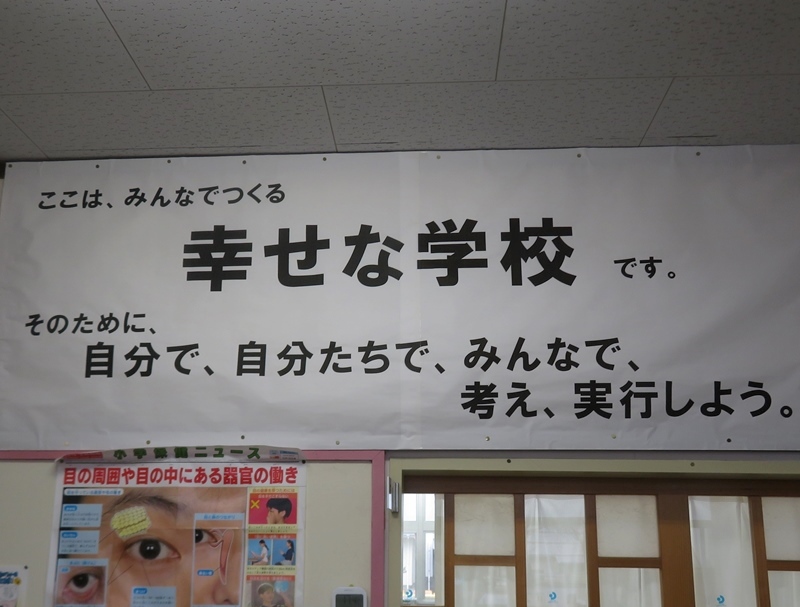 ここは、みんなでつくる
幸せな学校 です。
そのために、
自分で、自分たちで、みんなで、
考え、実行しよう。
小学保健ニュース
目の周囲や目の中にある器官の働き